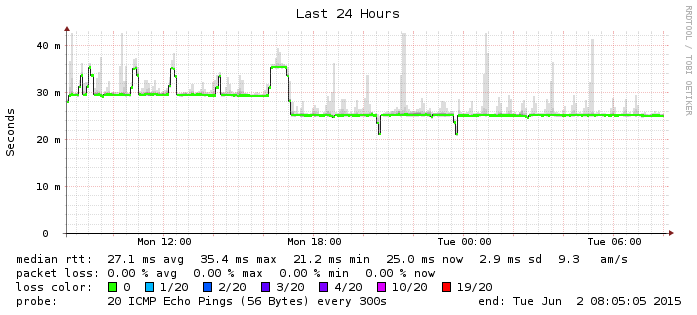 Last 24 Hours
RRDTOOL / TOBI OETIKER
Seconds
40 m
30 m
20 m
10 m
0
Mon 12:00 Mon 18:00 Tue 00:00 Tue 06:00
median rtt: 27.1 ms avg 35.4 ms max 21.2 ms min 25.0 ms now 2.9 ms sd 9.3 am/s
packet loss: 0.00 % avg 0.00 % max 0.00 % min 0.00 % now
loss color: 0 1/20 2/20 3/20 4/20 10/20 19/20
probe: 20 ICMP Echo Pings (56 Bytes) every 300s end: Tue Jun 2 08:05:05 2015